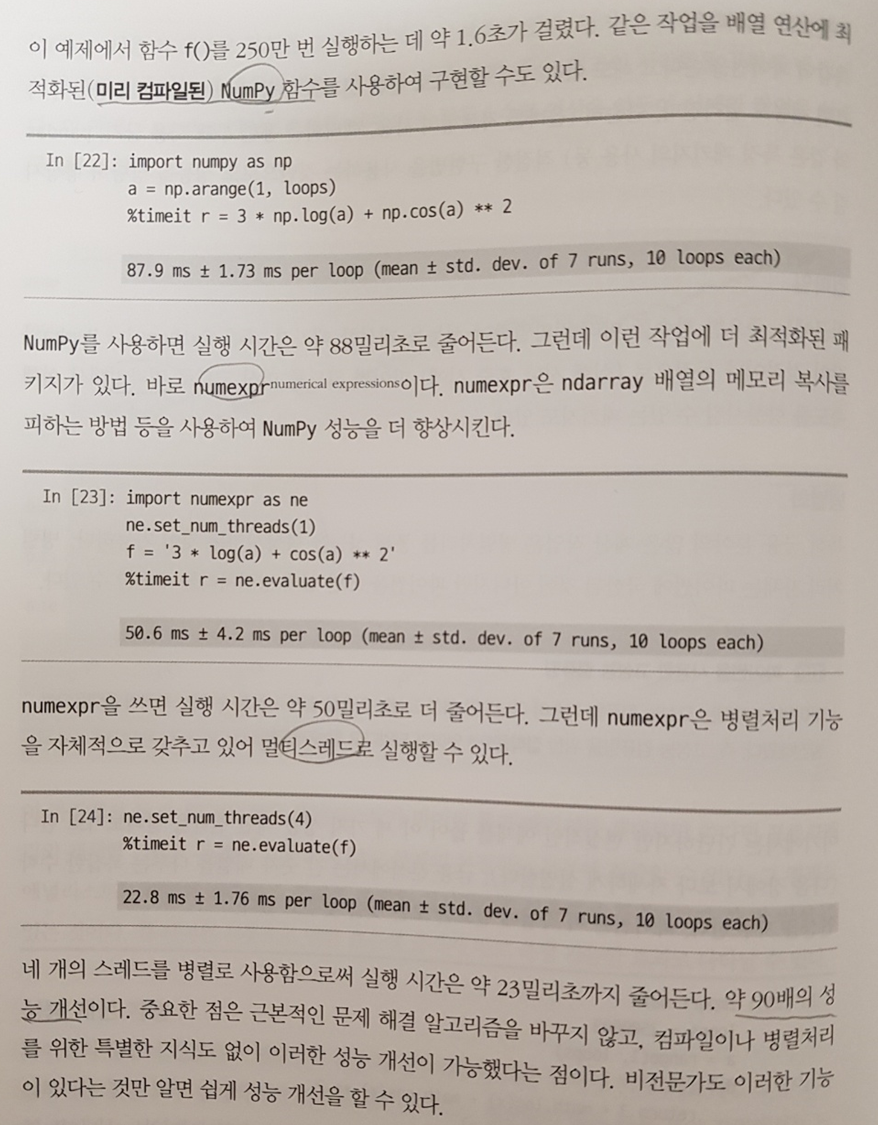 이 예제에서 함수 f()를 250만 번 실행하는 데 약 1.6초가 걸렸다. 같은 작업을 배열 연산에 최
적화된(미리 컴파일된) NumPy 함수를 사용하여 구현할 수도 있다.
In [22]: import numpy as np
a = np.arange(1, loops)
%timeit r = 3 * np.log(a) + np.cos(a) ** 2
87.9 ms ± 1.73 ms per loop (mean ± std. dev. of 7 runs, 10 loops each)
NumPy를 사용하면 실행 시간은 약 88밀리초로 줄어든다. 그런데 이런 작업에 더 최적화된 패
키지가 있다. 바로 numexprnumerical expressions이다. numexpr은 ndarray 배열의 메모리 복사를
피하는 방법 등을 사용하여 NumPy 성능을 더 향상시킨다.
In [23]: import numexpr as ne
ne.set_num_threads(1)
f = '3 * log(a) + cos(a) ** 2'
%timeit r = ne.evaluate(f)
50.6 ms ± 4.2 ms per loop (mean ± std. dev. of 7 runs, 10 loops each)
numexpr을 쓰면 실행 시간은 약 50밀리초로 더 줄어든다. 그런데 numexpr은 병렬처리 기능
을 자체적으로 갖추고 있어 멀티스레드로 실행할 수 있다.
In [24]: ne.set_num_threads(4)
%timeit r = ne.evaluate(f)
22.8 ms ± 1.76 ms per loop (mean ± std. dev. of 7 runs, 10 loops each)
네 개의 스레드를 병렬로 사용함으로써 실행 시간은 약 23밀리초까지 줄어든다. 약 90배의 성
능 개선이다. 중요한 점은 근본적인 문제 해결 알고리즘을 바꾸지 않고, 컴파일이나 병렬처리
를 위한 특별한 지식도 없이 이러한 성능 개선이 가능했다는 점이다. 비전문가도 이러한 기능
이 있다는 것만 알면 쉽게 성능 개선을 할 수 있다.